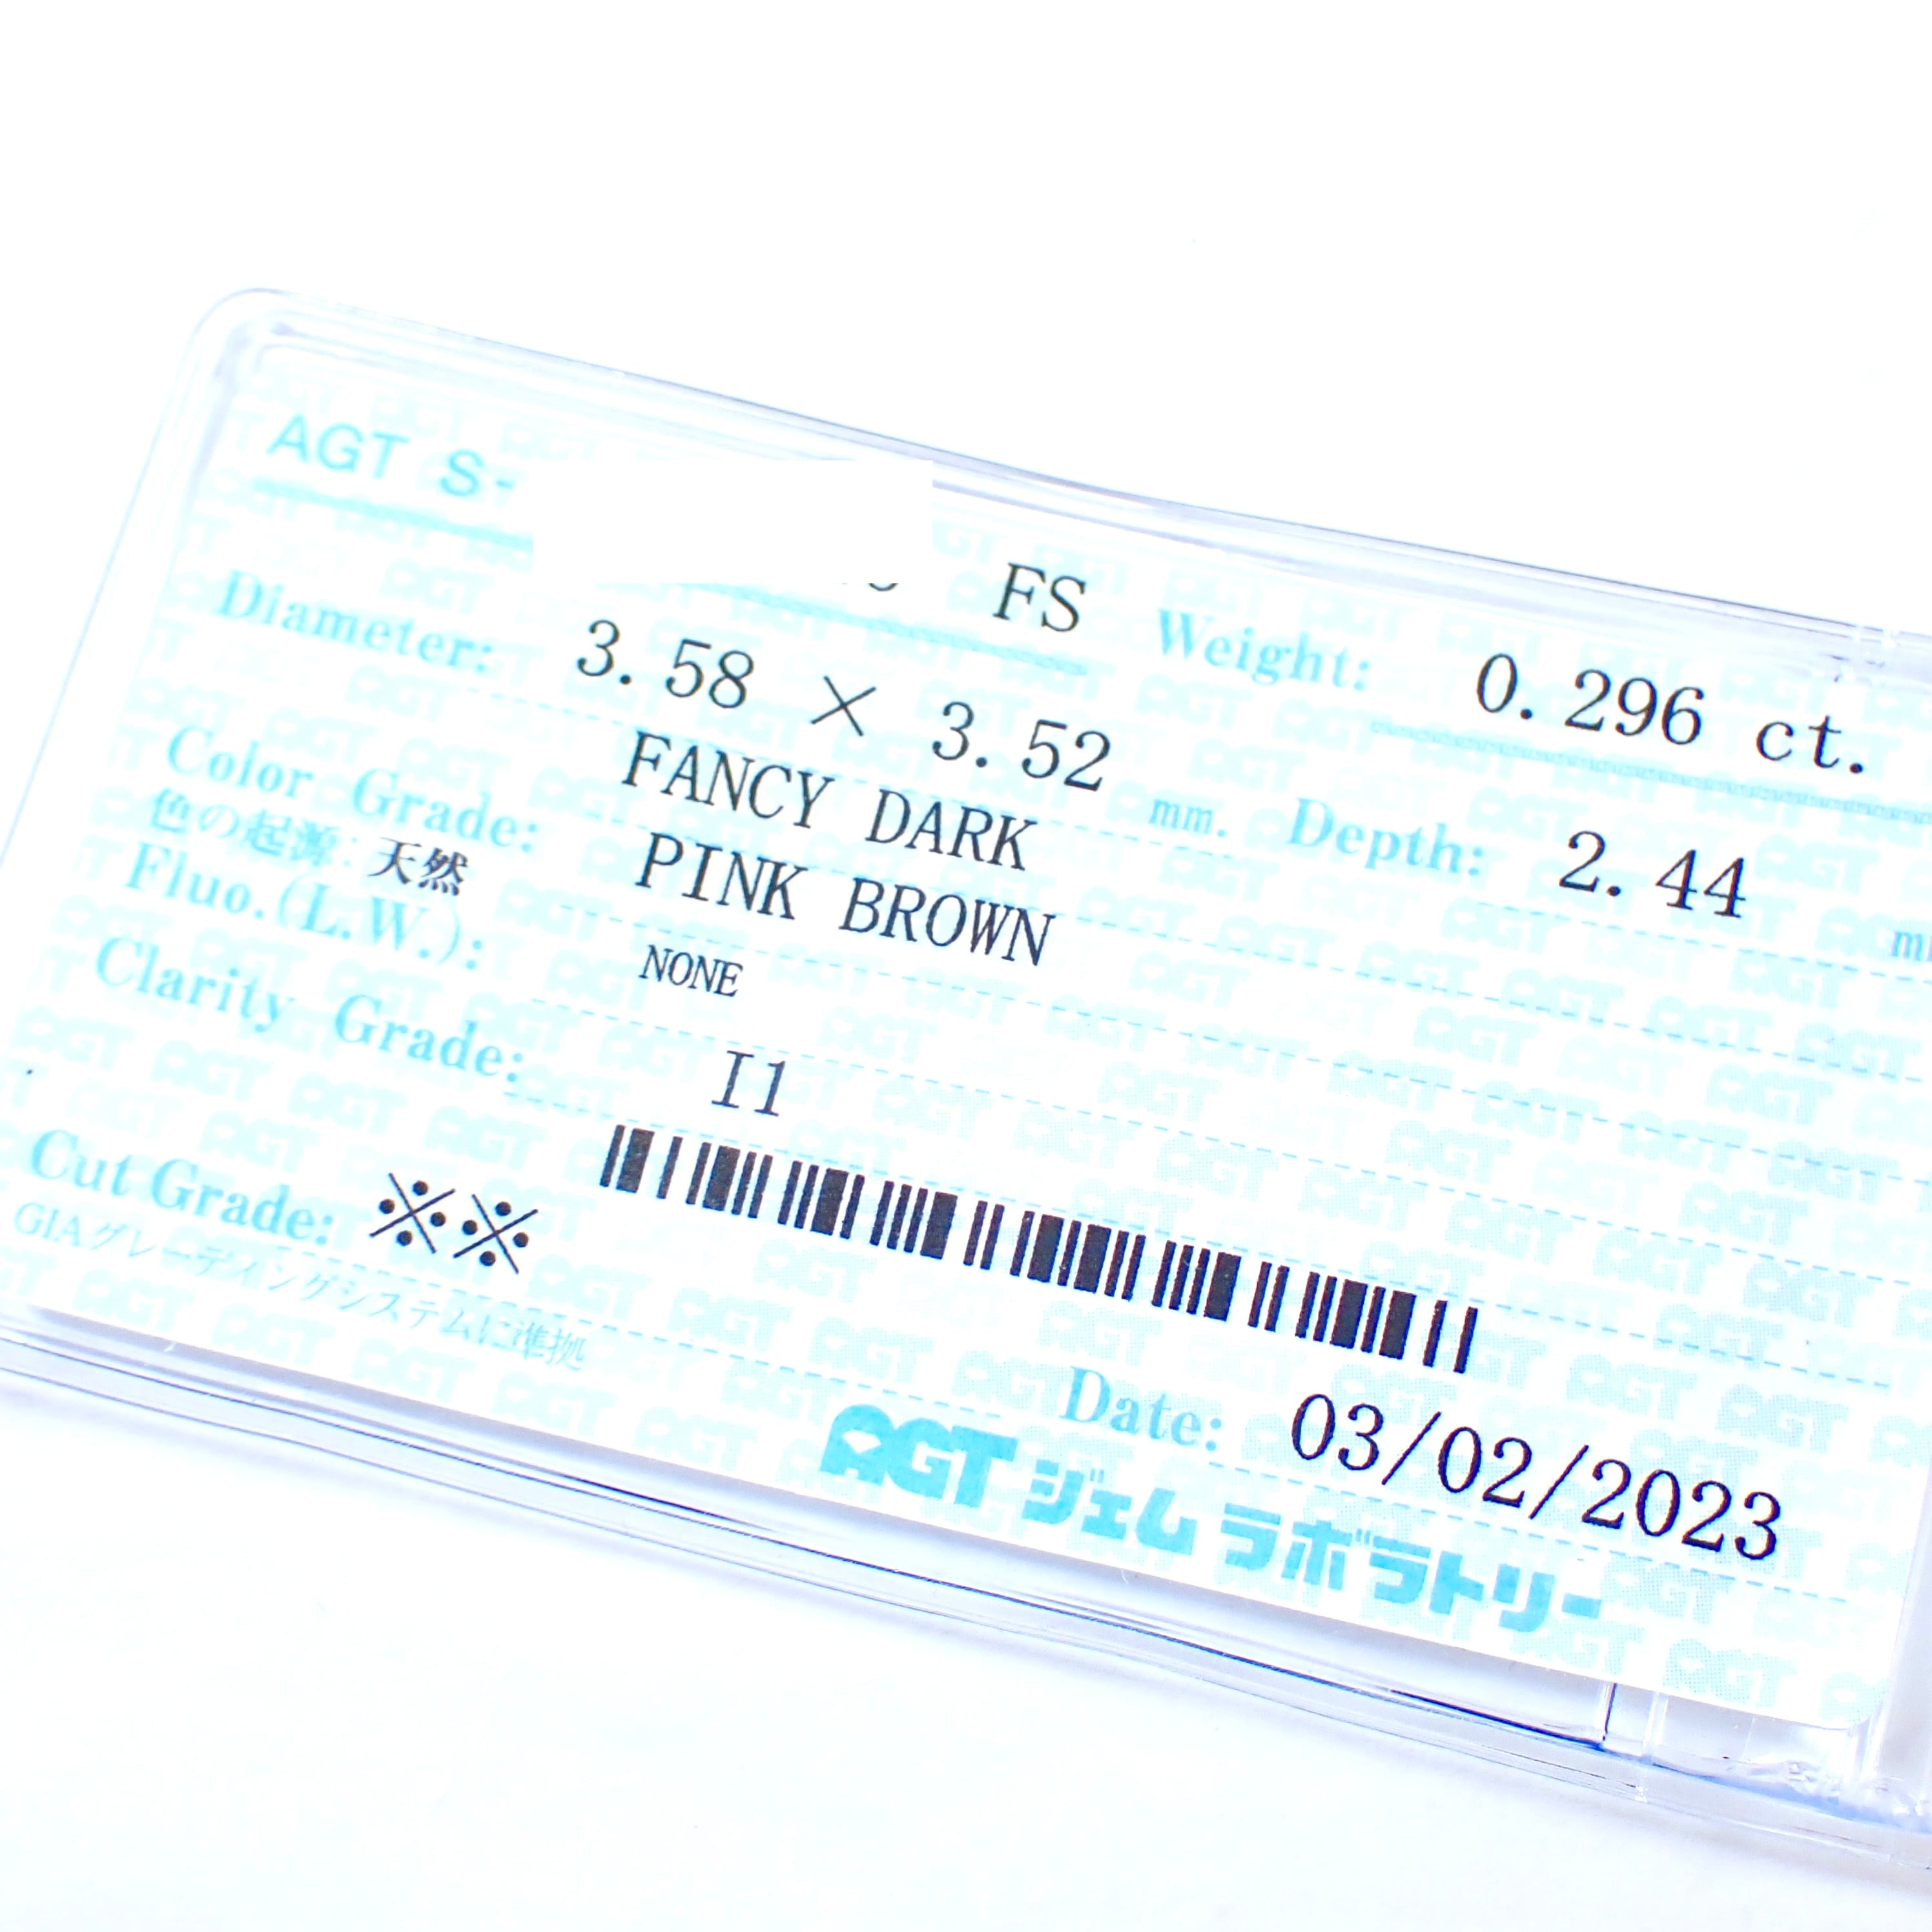 AGT S- FS Weight: 0.296 ct.
Diameter: 3.58 × 3.52 mm. Depth: 2.44
Color Grade: FANCY DARK
色の起源: 天然 PINK BROWN
Fluo.(L.W.): NONE
Clarity Grade: I1
Cut Grade: ※※
GIAグレーディングシステムに準拠
Date: 03/02/2023
AGT ジェム ラボラトリー